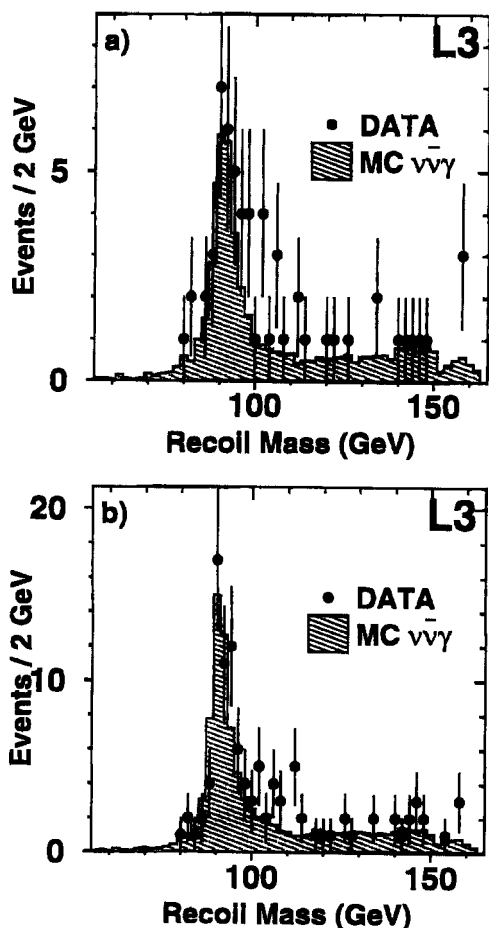 a) L3
DATA
MC νν̄γ
Events / 2 GeV
5
0
100 150
Recoil Mass (GeV)
b) L3
DATA
MC νν̄γ
Events / 2 GeV
20
10
0
100 150
Recoil Mass (GeV)